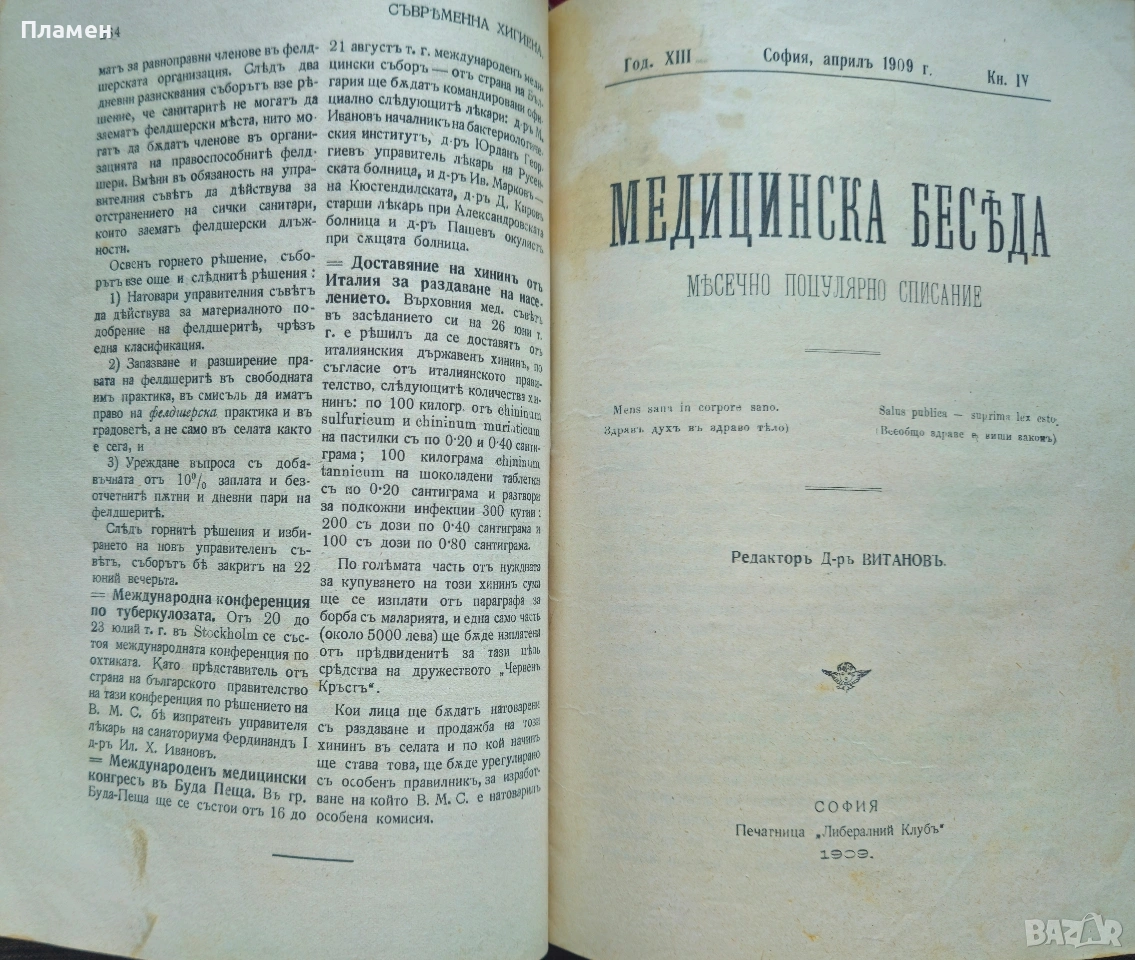 Пламен
СЪВРѢМЕННА ХИГИЕНА
матъ за равноправни членове въ фелд-
шерската организация. Слѣдъ два
дневни разисквания съборътъ взе рѣ-
шение, че санитаритѣ не могатъ да
заематъ фелдшерски мѣста, нито мо-
гатъ да бѫдатъ членове въ органи-
зацията на правоспособнитѣ фелд-
шери. Вмѣни въ обязаность на упра-
вителния съвѣтъ да дѣйствува за
отстранението на сички санитари,
които заематъ фелдшерски длъж-
ности.
Освенъ горнето рѣшение, събо-
рътъ взе още и слѣднитѣ рѣшения:
1) Натовари управителния съвѣтъ
да дѣйствува за материалното по-
добрение на фелдшеритѣ, чрѣзъ
една класификация.
2) Запазване и разширение пра-
вата на фелдшеритѣ въ свободната
имъ практика, въ смисълъ да иматъ
право на фелдшерска практика и въ
градоветѣ, а не само въ селата както
е сега, и
3) Уреждане въпроса съ доба-
въчната отъ 10% заплата и без-
отчетнитѣ пѫтни и дневни пари на
фелдшеритѣ.
Слѣдъ горнитѣ рѣшения и изби-
рането на новъ управителенъ съ-
вѣтъ, съборътъ бѣ закритъ на 22
юний вечерьта.
= Международна конференция
по туберкулозата. Отъ 20 до
23 юлий т. г. въ Stockholm се със-
тоя международната конференция по
охтиката. Като прѣдставитель отъ
страна на българското правителство
на тази конференция по рѣшението на
В. М. С. бѣ изпратенъ управителя
лѣкарь на санаториума Фердинандъ I
д-ръ Ил. Х. Ивановъ.
= Международенъ медицински
конгресъ въ Буда Пеща. Въ гр.
Буда-Пеща ще се състои отъ 16 до
21 августъ т. г. международенъ меди-
цински съборъ — отъ страна на Бъл-
гария ще бѫдатъ командировани офи-
циално слѣдующитѣ лѣкари: д-ръ М.
Ивановъ началникъ на бактериологиче-
ския институтъ, д-ръ Юрданъ Геор-
гиевъ управитель лѣкарь на Русен-
ската болница, и д-ръ Ив. Марковъ—
на Кюстендилската, д-ръ Д. Кировъ
старши лѣкарь при Александровската
болница и д-ръ Пашевъ окулистъ
при сѫщата болница.
= Доставяние на хининъ отъ
Италия за раздаване на насе-
лението. Върховния мед. съвѣтъ
въ засѣданието си на 26 юни т.
г. е рѣшилъ да се доставятъ отъ
италиянския държавенъ хининъ, по
съгласие отъ италиянското прави-
телство, слѣдующитѣ количества хи-
нинъ: по 100 килогр. отъ chininum
sulfuricum и chininum muriaticum
на пастилки съ по 0·20 и 0·40 санти-
грама; 100 килограма chininum
tannicum на шоколадени таблетки
съ по 0·20 сантиграма и разтвори
за подкожни инфекции 300 кутии:
200 съ дози по 0·40 сантиграма и
100 съ дози по 0·80 сантиграма.
По голѣмата часть отъ нуждната
за купуването на този хининъ сума
ще се изплати отъ параграфа за
борба съ маларията, и една само часть
(около 5000 лева) ще бѫде изплатена
отъ прѣдвиденитѣ за тази цѣль
срѣдства на дружеството „Червенъ
Кръстъ“.
Кои лица ще бѫдатъ натоварени
съ раздаване и продажба на този
хининъ въ селата и по кой начинъ
ще става това, ще бѫде урегулирано
съ особенъ правилникъ, за изработ-
ване на който В. М. С. е натоварилъ
особена комисия.
Год. XIII София, априлъ 1909 г. Кн. IV
МЕДИЦИНСКА БЕСѢДА
МѢСЕЧНО ПОПУЛЯРНО СПИСАНИЕ
Mens sana in corpore sano.
Здравъ духъ въ здраво тѣло)
Salus publica — suprima lex esto.
(Всеобщо здраве е виши законъ)
Редакторъ Д-ръ ВИТАНОВЪ.
СОФИЯ
Печатница „Либералний Клубъ“
1909.
BAZAR